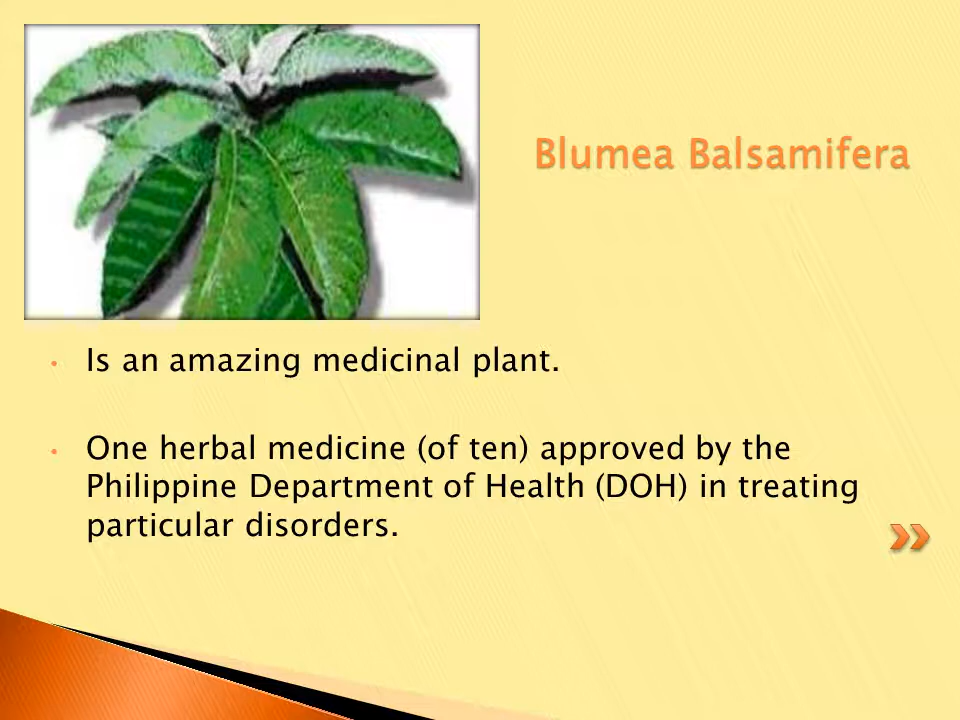 Blumea Balsamifera
• Is an amazing medicinal plant.
• One herbal medicine (of ten) approved by the
Philippine Department of Health (DOH) in treating
particular disorders.